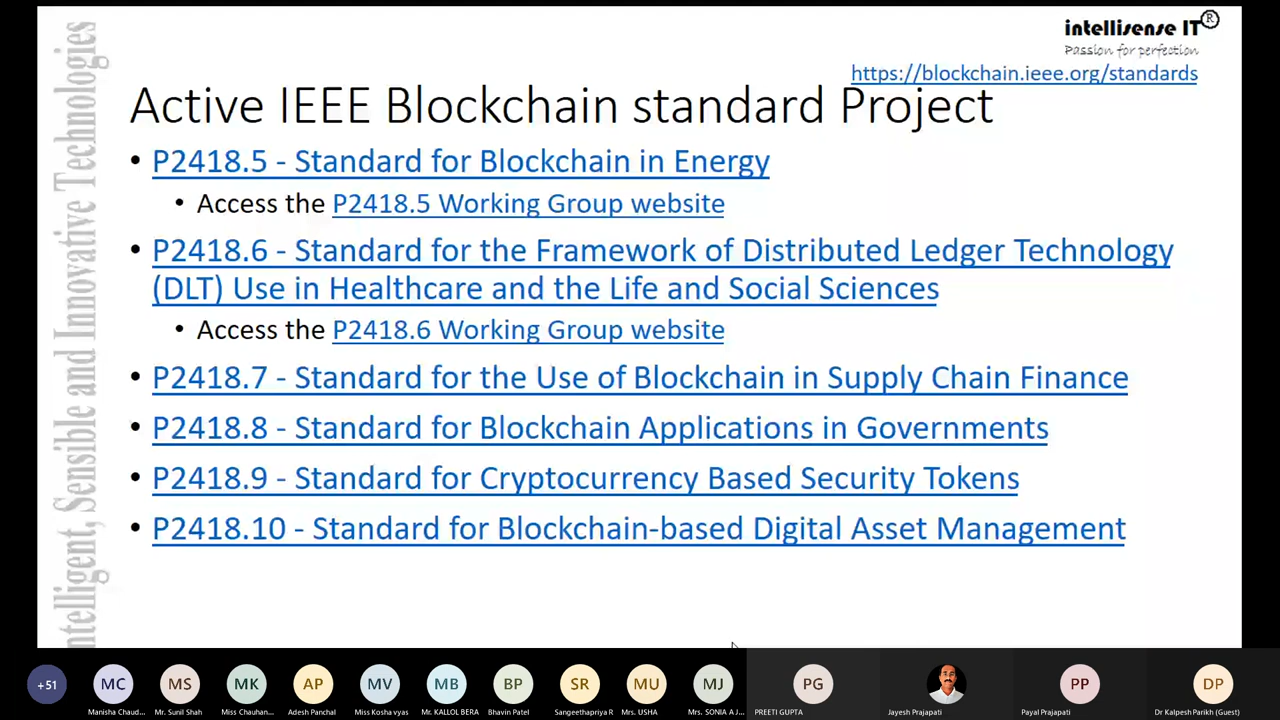 intellisense IT®
Passion for perfection
https://blockchain.ieee.org/standards
Active IEEE Blockchain standard Project
• P2418.5 - Standard for Blockchain in Energy
• Access the P2418.5 Working Group website
• P2418.6 - Standard for the Framework of Distributed Ledger Technology
(DLT) Use in Healthcare and the Life and Social Sciences
• Access the P2418.6 Working Group website
• P2418.7 - Standard for the Use of Blockchain in Supply Chain Finance
• P2418.8 - Standard for Blockchain Applications in Governments
• P2418.9 - Standard for Cryptocurrency Based Security Tokens
• P2418.10 - Standard for Blockchain-based Digital Asset Management
ntelligent, Sensible and Innovative Technologies
+51 MC MS MK AP MV MB BP SR MU MJ PG PP DP
Manisha Chaud... Mr. Sunil Shah Miss Chauhan... Adesh Panchal Miss Kosha vyas Mr. KALLOL BERA Bhavin Patel Sangeethapriya R Mrs. USHA Mrs. SONIA A J... PREETI GUPTA Jayesh Prajapati Payal Prajapati Dr Kalpesh Parikh (Guest)